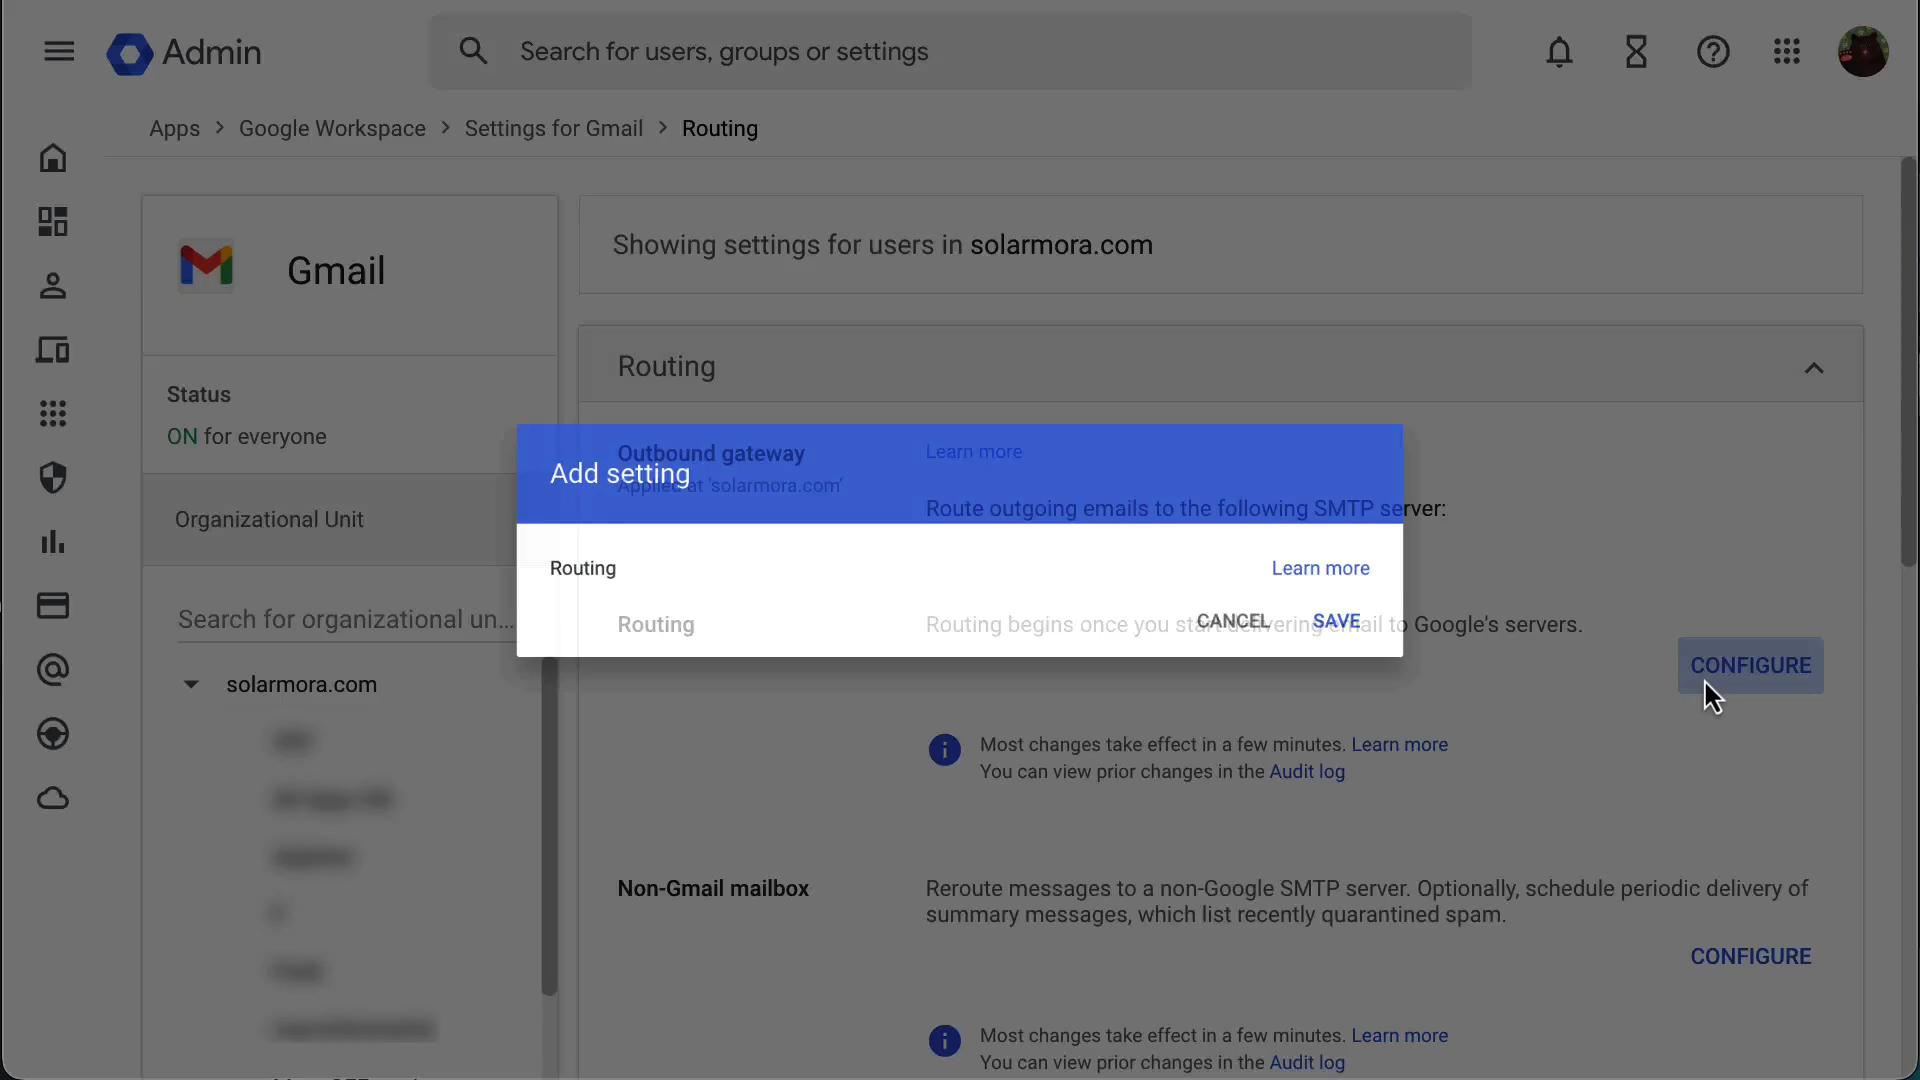 Admin
Search for users, groups or settings
Apps > Google Workspace > Settings for Gmail > Routing
Gmail
Status
ON for everyone
Organizational Unit
Search for organizational un...
solarmora.com
Showing settings for users in solarmora.com
Routing
Outbound gateway
Applied at 'solarmora.com'
Learn more
Route outgoing emails to the following SMTP server:
Add setting
Routing
Learn more
CANCEL
SAVE
Routing
Routing begins once you start delivering email to Google's servers.
CONFIGURE
Most changes take effect in a few minutes. Learn more
You can view prior changes in the Audit log
Non-Gmail mailbox
Reroute messages to a non-Google SMTP server. Optionally, schedule periodic delivery of
summary messages, which list recently quarantined spam.
CONFIGURE
Most changes take effect in a few minutes. Learn more
You can view prior changes in the Audit log